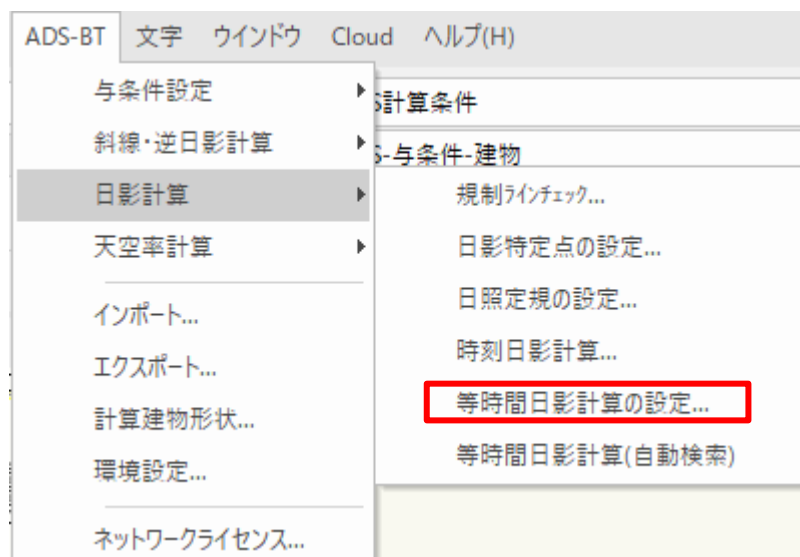 ADS-BT 文字 ウインドウ Cloud ヘルプ(H)
与条件設定
S計算条件
斜線・逆日影計算
S-与条件-建物
日影計算
規制ﾗｲﾝﾁｪｯｸ...
日影特定点の設定...
天空率計算
日照定規の設定...
インポート...
時刻日影計算...
エクスポート...
等時間日影計算の設定...
計算建物形状...
等時間日影計算(自動検索)
環境設定...
ネットワークライセンス...